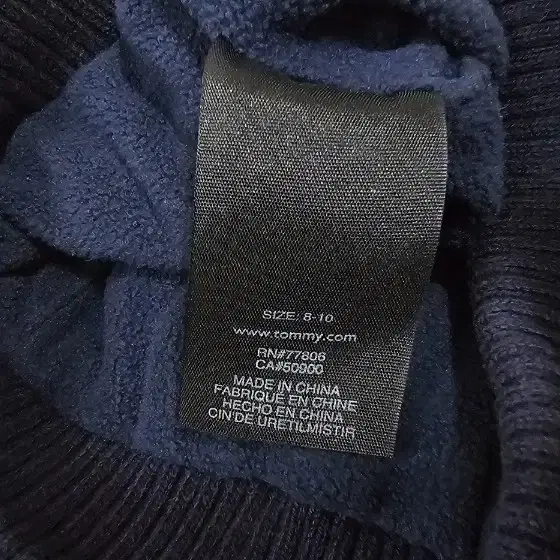 SIZE: 8-10
www.tommy.com
RN#77806
CA#50900
MADE IN CHINA
FABRIQUÉ EN CHINE
HECHO EN CHINA
CIN'DE URETILMISTIR